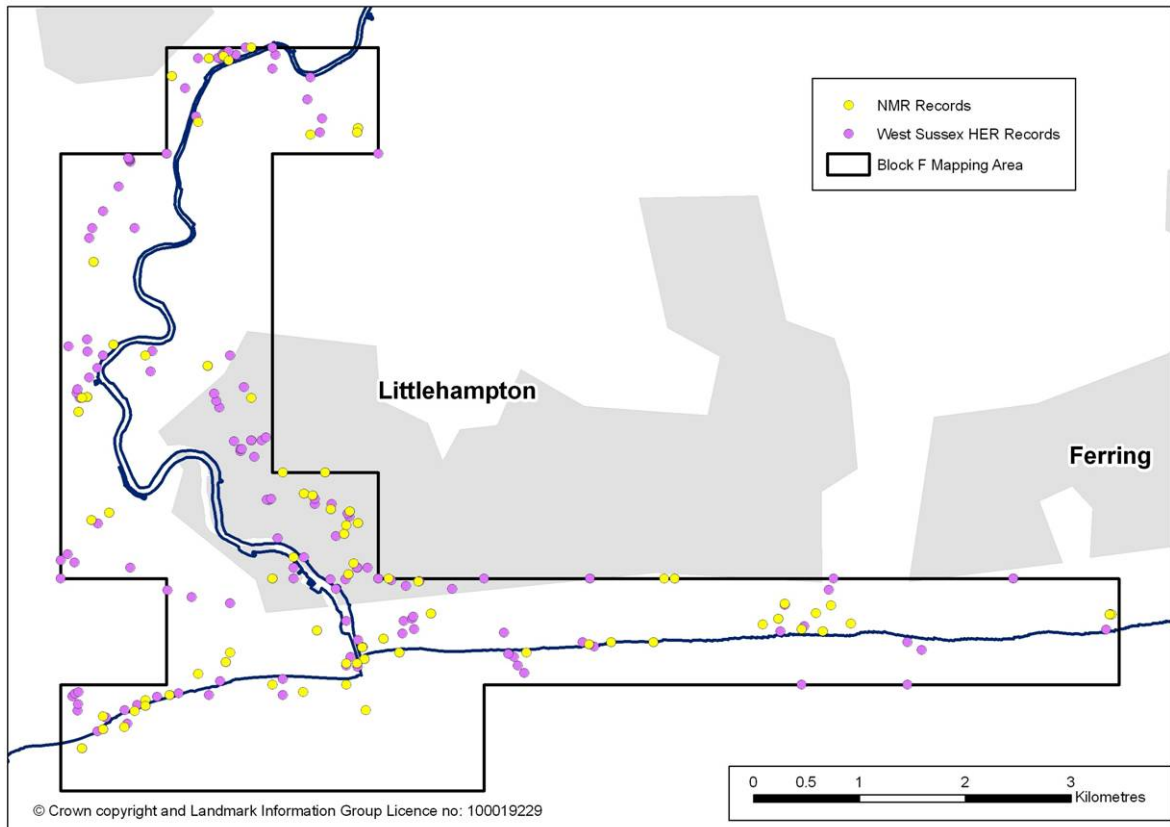 NMR Records
West Sussex HER Records
Block F Mapping Area
Littlehampton
Ferring
0 0.5 1 2 3
Kilometres
© Crown copyright and Landmark Information Group Licence no: 100019229